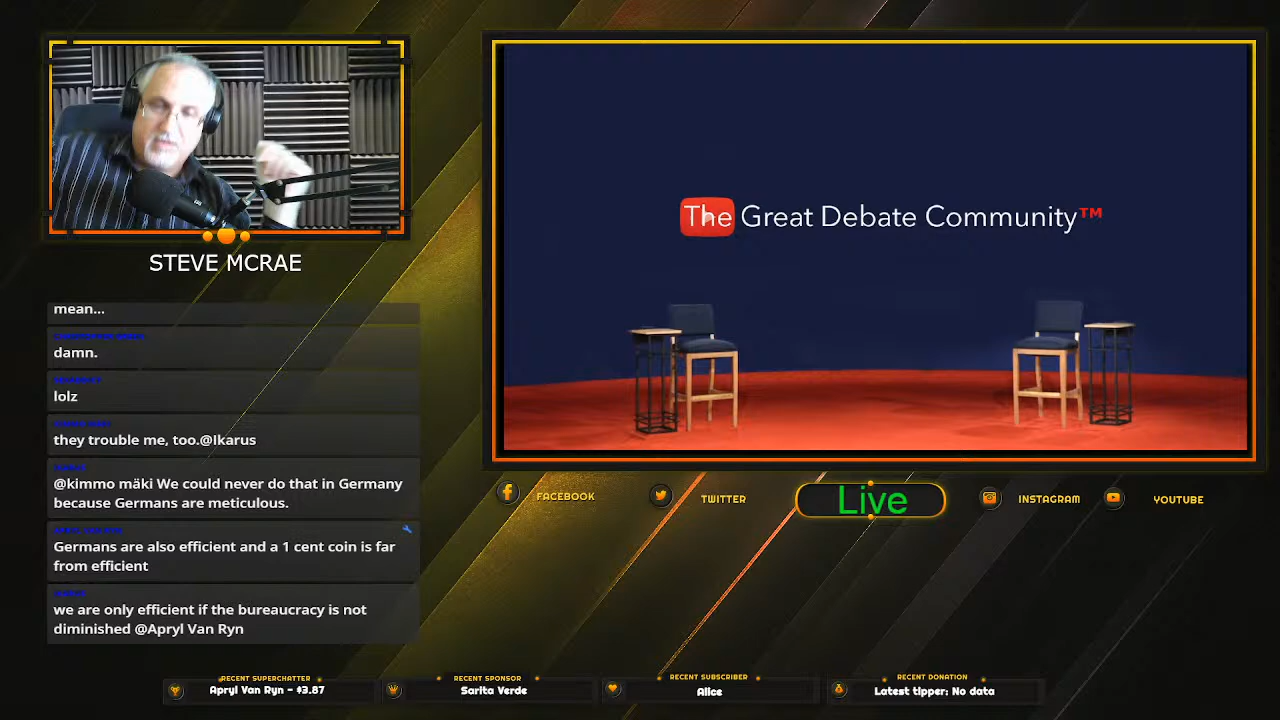 The Great Debate Community™
STEVE MCRAE
mean...
damn.
lolz
they trouble me, too.@Ikarus
@kimmo mäki We could never do that in Germany
because Germans are meticulous.
Germans are also efficient and a 1 cent coin is far
from efficient
we are only efficient if the bureaucracy is not
diminished @Apryl Van Ryn
FACEBOOK
TWITTER
Live
INSTAGRAM
YOUTUBE
RECENT SUPERCHATTER
Apryl Van Ryn - $3.87
RECENT SPONSOR
Sarita Verde
RECENT SUBSCRIBER
Alice
RECENT DONATION
Latest tipper: No data